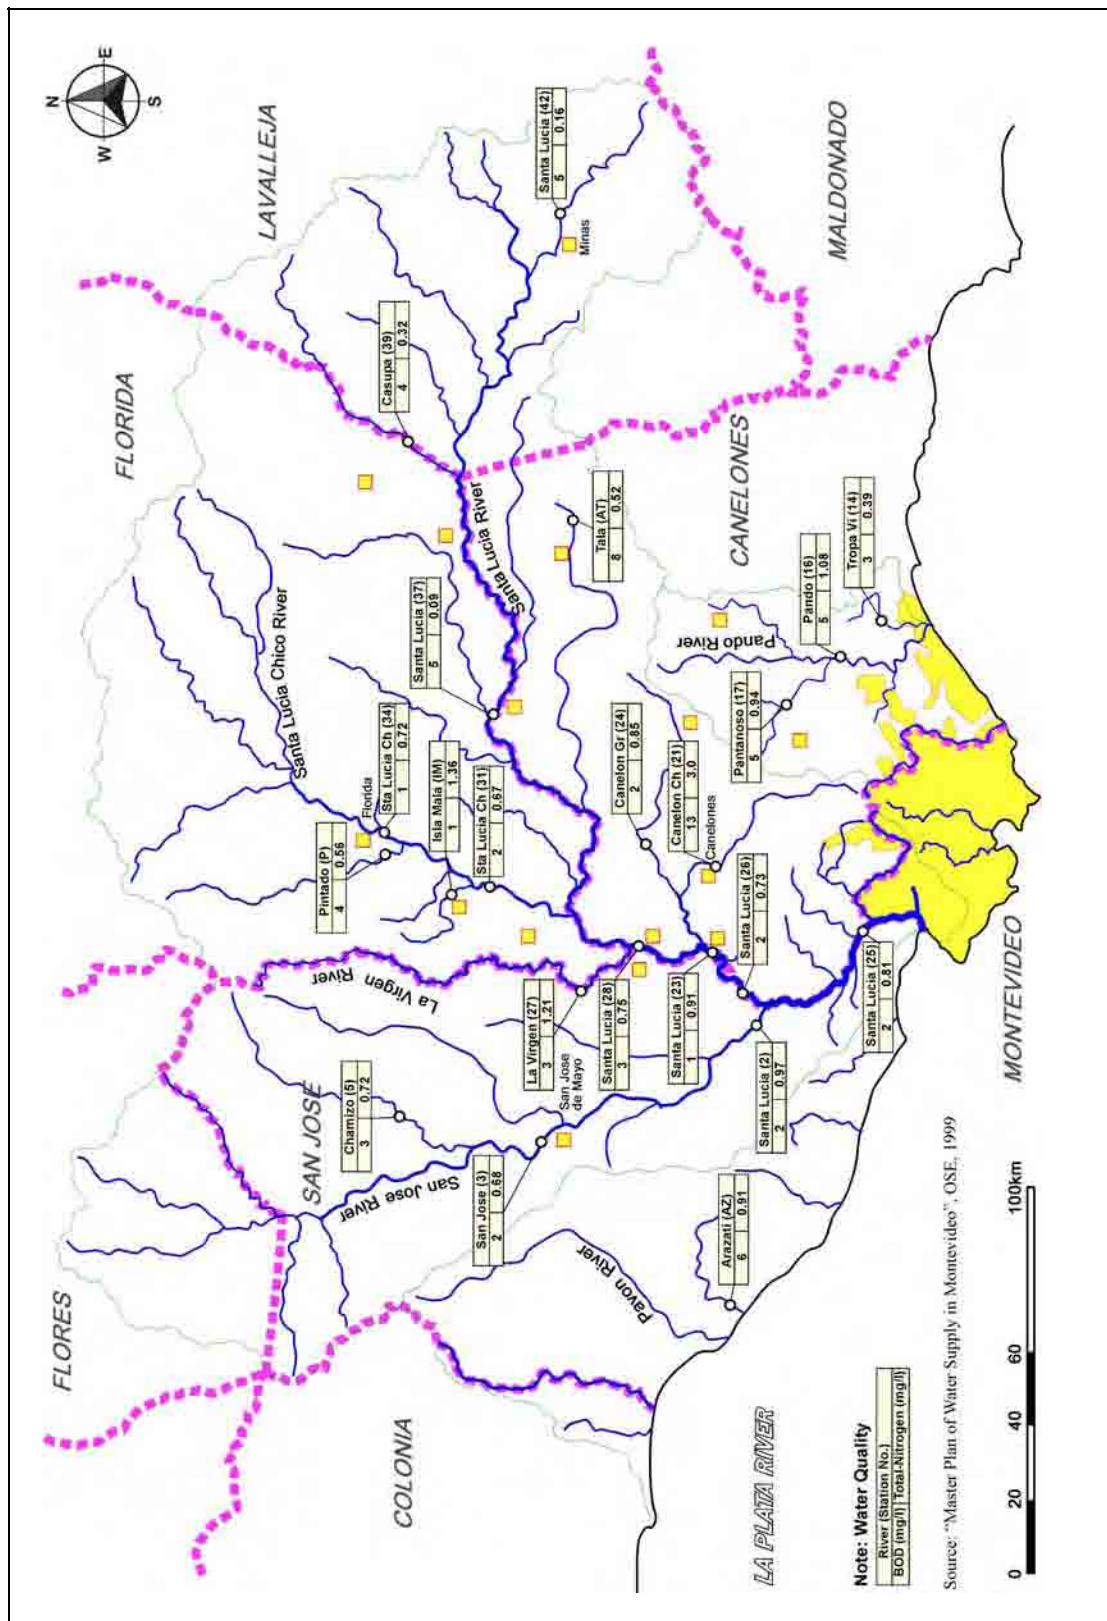 N
W
E
S
FLORES
FLORIDA
LAVALLEJA
SAN JOSE
COLONIA
CANELONES
MALDONADO
MONTEVIDEO
LA PLATA RIVER
Santa Lucia Chico River
Santa Lucia River
La Virgen River
San Jose River
Pavon River
Pando River
Florida
Minas
Canelones
San Jose
de Mayo
Chamizo (5)
3 0.72
San Jose (3)
2 0.68
Arazati (AZ)
6 0.91
Pintado (P)
4 0.56
Sta Lucia Ch (34)
1 0.72
Isla Mala (IM)
1 1.36
Sta Lucia Ch (31)
2 0.67
Santa Lucia (37)
5 0.09
Casupa (39)
4 0.32
Santa Lucia (42)
5 0.16
Tala (AT)
8 0.52
La Virgen (27)
3 1.21
Santa Lucia (28)
3 0.75
Santa Lucia (23)
1 0.91
Santa Lucia (2)
2 0.97
Santa Lucia (26)
2 0.73
Santa Lucia (25)
2 0.81
Canelon Gr (24)
2 0.85
Canelon Ch (21)
13 3.0
Pantanoso (17)
5 0.94
Pando (16)
5 1.08
Tropa Vi (14)
3 0.39
Note: Water Quality
River (Station No.)
BOD (mg/l) Total-Nitrogen (mg/l)
0 20 40 60 100km
Source: "Master Plan of Water Supply in Montevideo", OSE, 1999